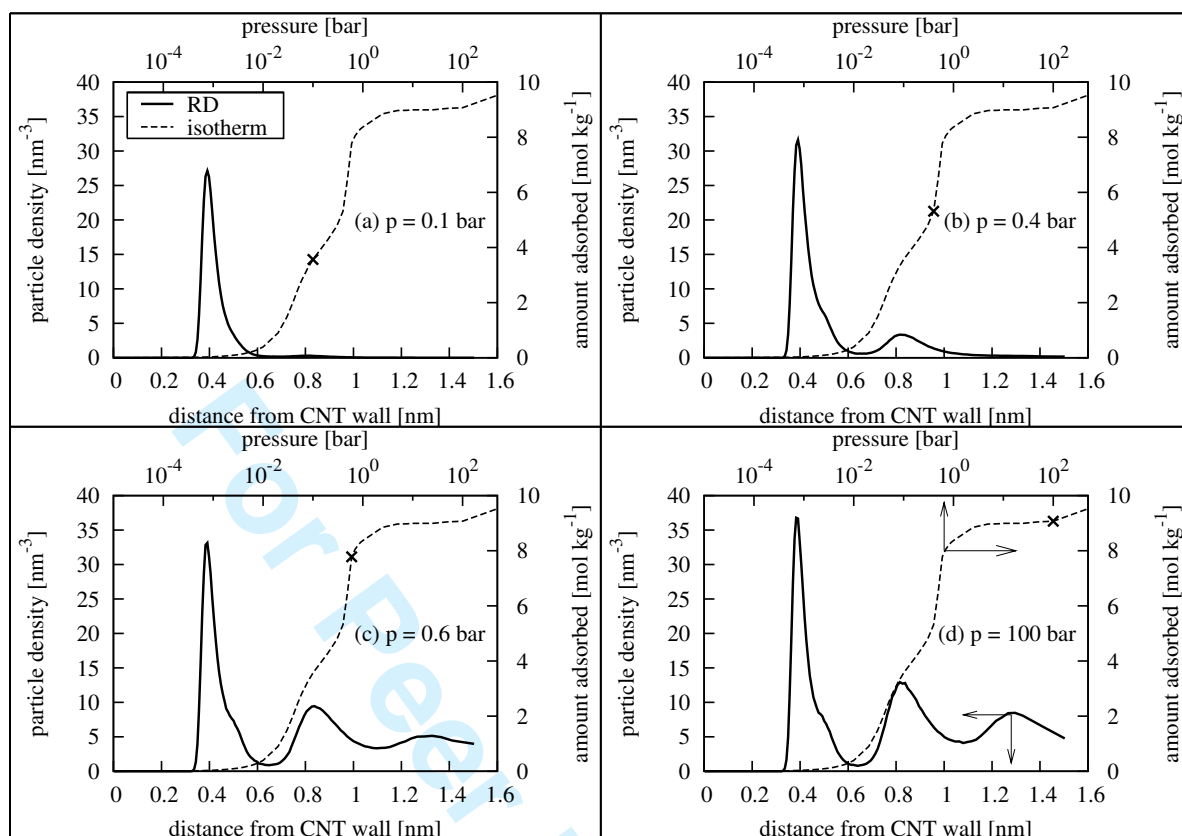 pressure [bar]
10^-4 10^-2 10^0 10^2
40 10
35
30 8
25 6
20
15 4
10
5 2
0 0
RD
isotherm
(a) p = 0.1 bar
particle density [nm^-3]
amount adsorbed [mol kg^-1]
0 0.2 0.4 0.6 0.8 1 1.2 1.4 1.6
distance from CNT wall [nm]
pressure [bar]
10^-4 10^-2 10^0 10^2
40 10
35
30 8
25 6
20
15 4
10
5 2
0 0
(b) p = 0.4 bar
particle density [nm^-3]
amount adsorbed [mol kg^-1]
0 0.2 0.4 0.6 0.8 1 1.2 1.4 1.6
distance from CNT wall [nm]
pressure [bar]
10^-4 10^-2 10^0 10^2
40 10
35
30 8
25 6
20
15 4
10
5 2
0 0
(c) p = 0.6 bar
particle density [nm^-3]
amount adsorbed [mol kg^-1]
0 0.2 0.4 0.6 0.8 1 1.2 1.4 1.6
distance from CNT wall [nm]
pressure [bar]
10^-4 10^-2 10^0 10^2
40 10
35
30 8
25 6
20
15 4
10
5 2
0 0
(d) p = 100 bar
particle density [nm^-3]
amount adsorbed [mol kg^-1]
0 0.2 0.4 0.6 0.8 1 1.2 1.4 1.6
distance from CNT wall [nm]
For Peer